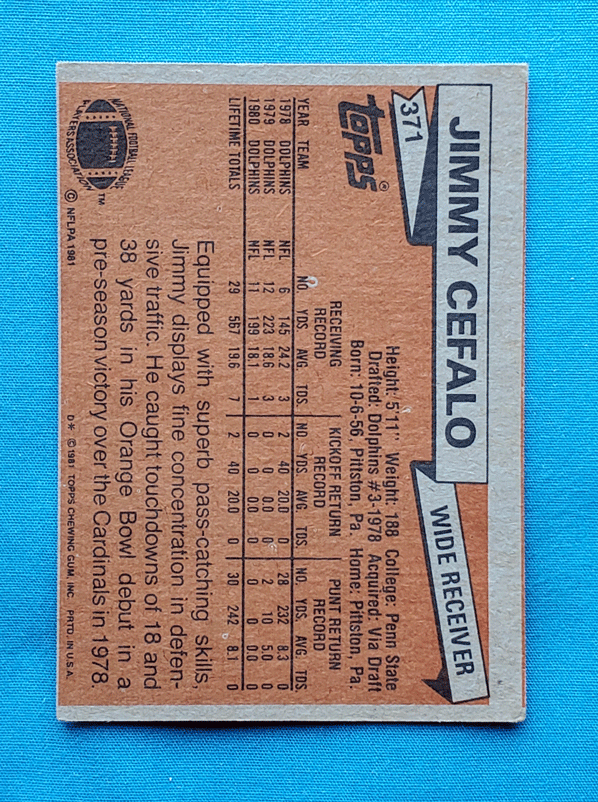 371
JIMMY CEFALO
WIDE RECEIVER
TOPPS®
Height: 5'11" Weight: 188 College: Penn State
Drafted: Dolphins #3-1978 Acquired: Via Draft
Born: 10-6-56, Pittston, Pa. Home: Pittston, Pa.
RECEIVING RECORD KICKOFF RETURN RECORD PUNT RETURN RECORD
YEAR TEAM NO. YDS. AVG. TDS. NO. YDS. AVG. TDS. NO. YDS. AVG. TDS.
1978 DOLPHINS NFL 6 145 24.2 3 2 40 20.0 0 28 232 8.3 0
1979 DOLPHINS NFL 12 223 18.6 3 0 0 0.0 0 2 10 5.0 0
1980 DOLPHINS NFL 11 199 18.1 1 0 0 0.0 0 0 0 0.0 0
LIFETIME TOTALS 29 567 19.6 7 2 40 20.0 0 30 242 8.1 0
Equipped with superb pass-catching skills,
Jimmy displays fine concentration in defen-
sive traffic. He caught touchdowns of 18 and
38 yards in his Orange Bowl debut in a
pre-season victory over the Cardinals in 1978.
NATIONAL FOOTBALL LEAGUE
PLAYERS ASSOCIATION
TM
© NFLPA 1981
D* ©1981 TOPPS CHEWING GUM, INC. PRTD. IN U.S.A.